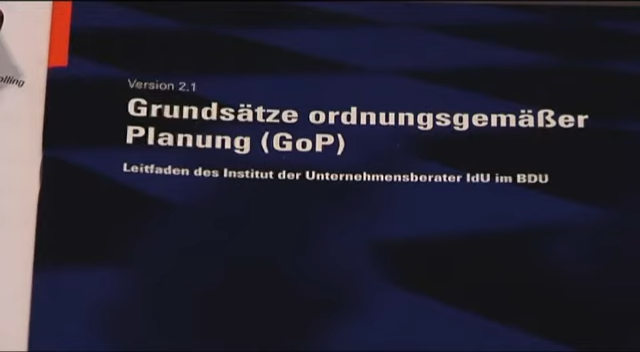 Version 2.1
Grundsätze ordnungsgemäßer
Planung (GoP)
Leitfaden des Institut der Unternehmensberater IdU im BDU